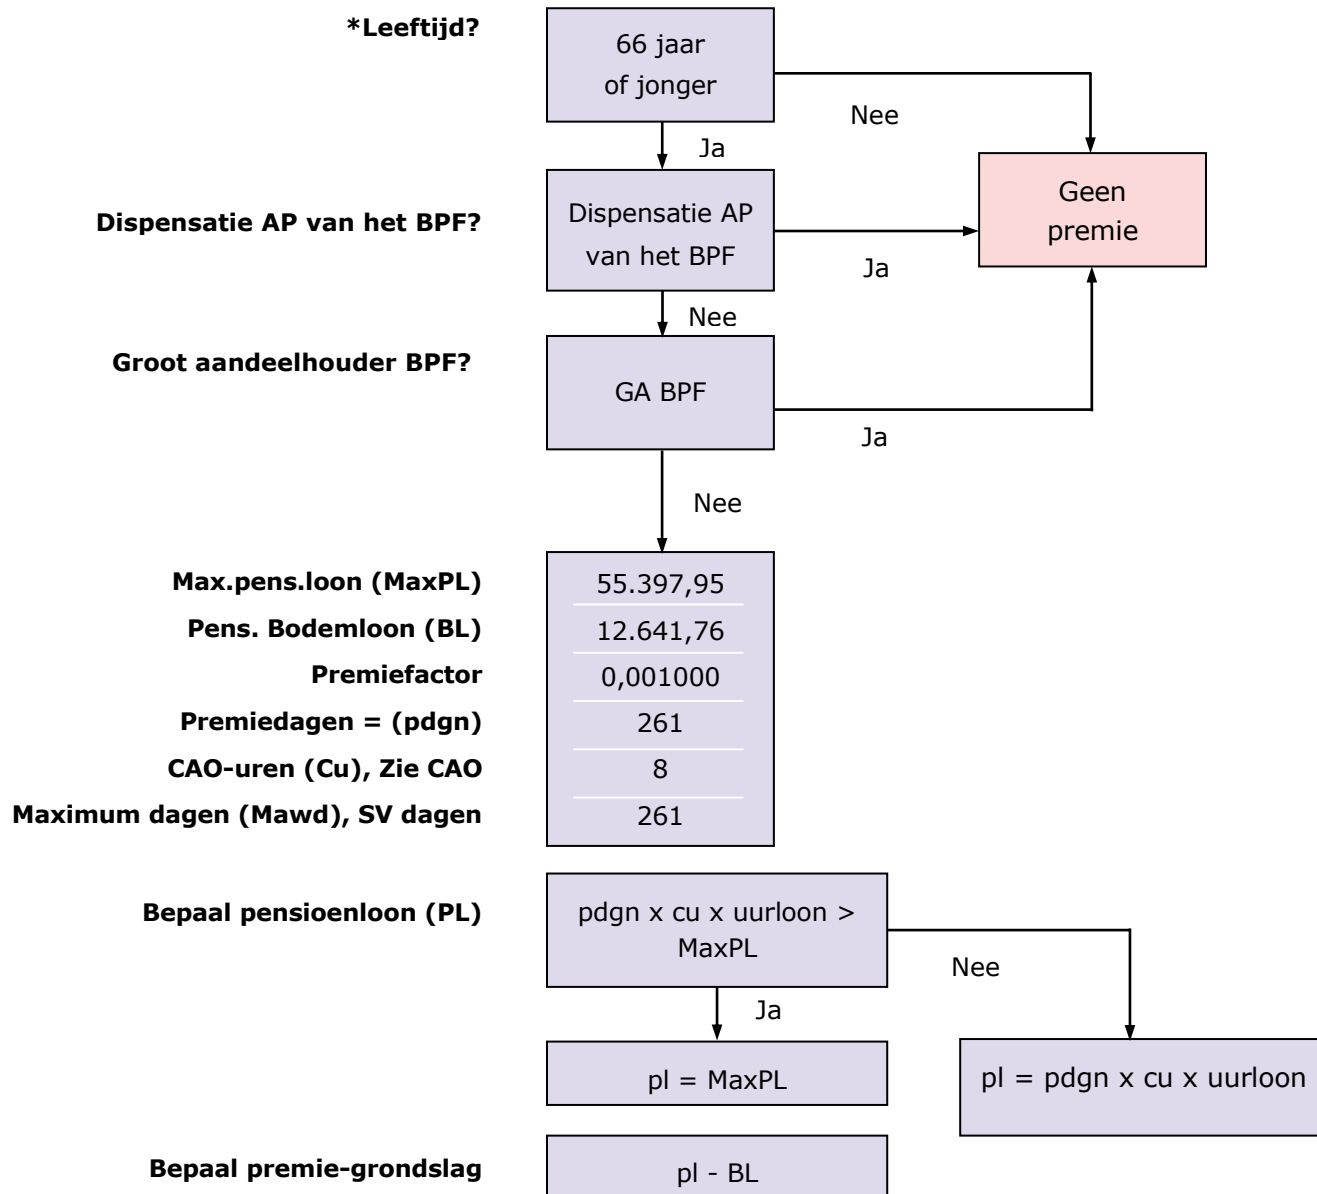 *Leeftijd?
66 jaar
of jonger
Nee
Ja
Geen
premie
Dispensatie AP van het BPF?
Dispensatie AP
van het BPF
Ja
Nee
Groot aandeelhouder BPF?
GA BPF
Ja
Nee
Max.pens.loon (MaxPL)
55.397,95
Pens. Bodemloon (BL)
12.641,76
Premiefactor
0,001000
Premiedagen = (pdgn)
261
CAO-uren (Cu), Zie CAO
8
Maximum dagen (Mawd), SV dagen
261
Bepaal pensioenloon (PL)
pdgn x cu x uurloon >
MaxPL
Nee
Ja
pl = MaxPL
pl = pdgn x cu x uurloon
Bepaal premie-grondslag
pl - BL